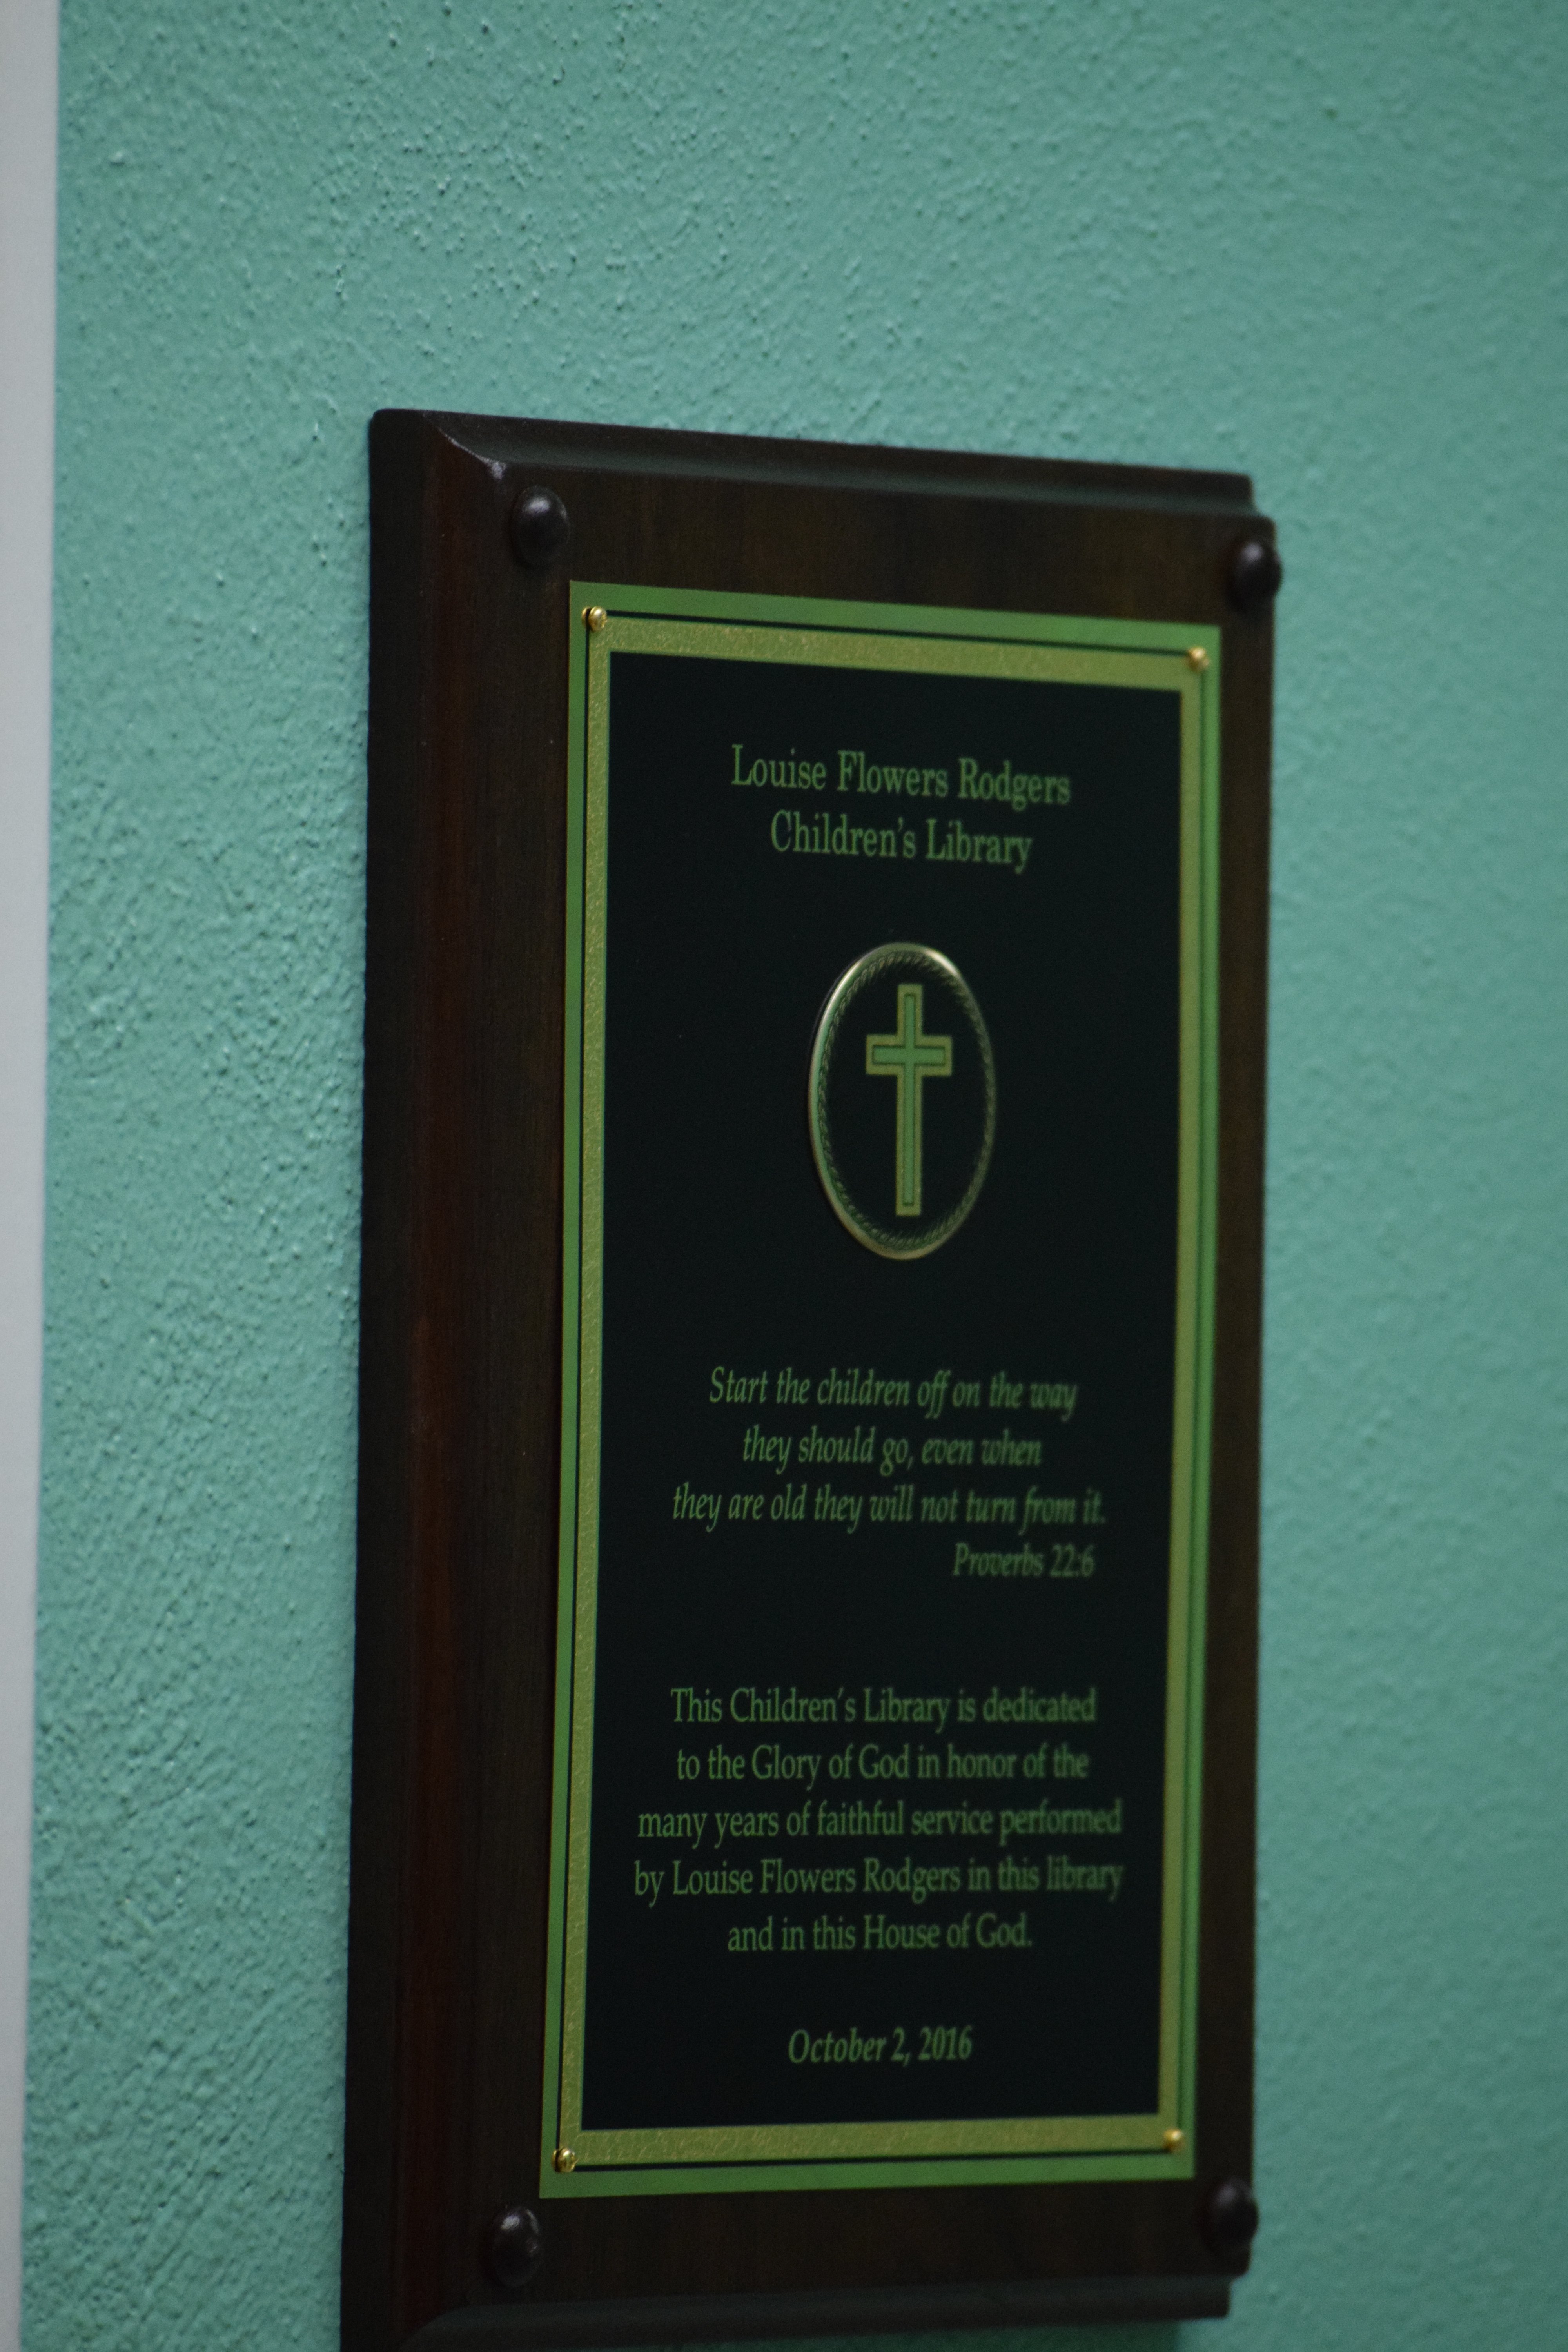 Louise Flowers Rodgers
Children's Library
Start the children off on the way
they should go, even when
they are old they will not turn from it.
Proverbs 22:6
This Children's Library is dedicated
to the Glory of God in honor of the
many years of faithful service performed
by Louise Flowers Rodgers in this library
and in this House of God.
October 2, 2016